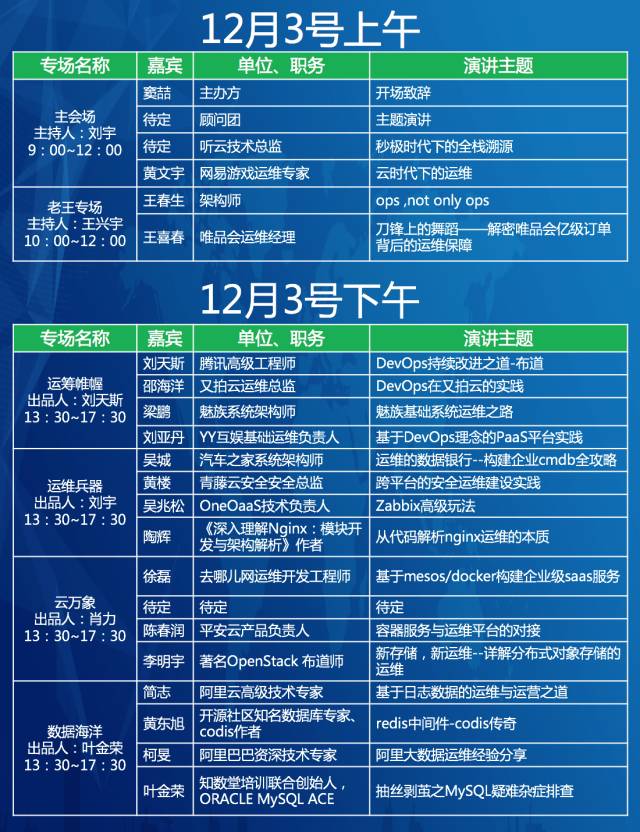 12月3号上午
专场名称 嘉宾 单位、职务 演讲主题
主会场
主持人：刘宇
9：00~12：00
窦喆 主办方 开场致辞
待定 顾问团 主题演讲
待定 听云技术总监 秒极时代下的全栈溯源
黄文宇 网易游戏运维专家 云时代下的运维
老王专场
主持人：王兴宇
10：00~12：00
王春生 架构师 ops ,not only ops
王喜春 唯品会运维经理 刀锋上的舞蹈——解密唯品会亿级订单
背后的运维保障
12月3号下午
专场名称 嘉宾 单位、职务 演讲主题
运筹帷幄
出品人：刘天斯
13：30~17：30
刘天斯 腾讯高级工程师 DevOps持续改进之道-布道
邵海洋 又拍云运维总监 DevOps在又拍云的实践
梁鹏 魅族系统架构师 魅族基础系统运维之路
刘亚丹 YY互娱基础运维负责人 基于DevOps理念的PaaS平台实践
运维兵器
出品人：刘宇
13：30~17：30
吴城 汽车之家系统架构师 运维的数据银行--构建企业cmdb全攻略
黄楼 青藤云安全安全总监 跨平台的安全运维建设实践
吴兆松 OneOaaS技术负责人 Zabbix高级玩法
陶辉 《深入理解Nginx：模块开
发与架构解析》作者 从代码解析nginx运维的本质
云万象
出品人：肖力
13：30~17：30
徐磊 去哪儿网运维开发工程师 基于mesos/docker构建企业级saas服务
待定 待定 待定
陈春润 平安云产品负责人 容器服务与运维平台的对接
李明宇 著名OpenStack 布道师 新存储，新运维--详解分布式对象存储的
运维
数据海洋
出品人：叶金荣
13：30~17：30
简志 阿里云高级技术专家 基于日志数据的运维与运营之道
黄东旭 开源社区知名数据库专家、
codis作者 redis中间件-codis传奇
柯旻 阿里巴巴资深技术专家 阿里大数据运维经验分享
叶金荣 知数堂培训联合创始人，
ORACLE MySQL ACE 抽丝剥茧之MySQL疑难杂症排查